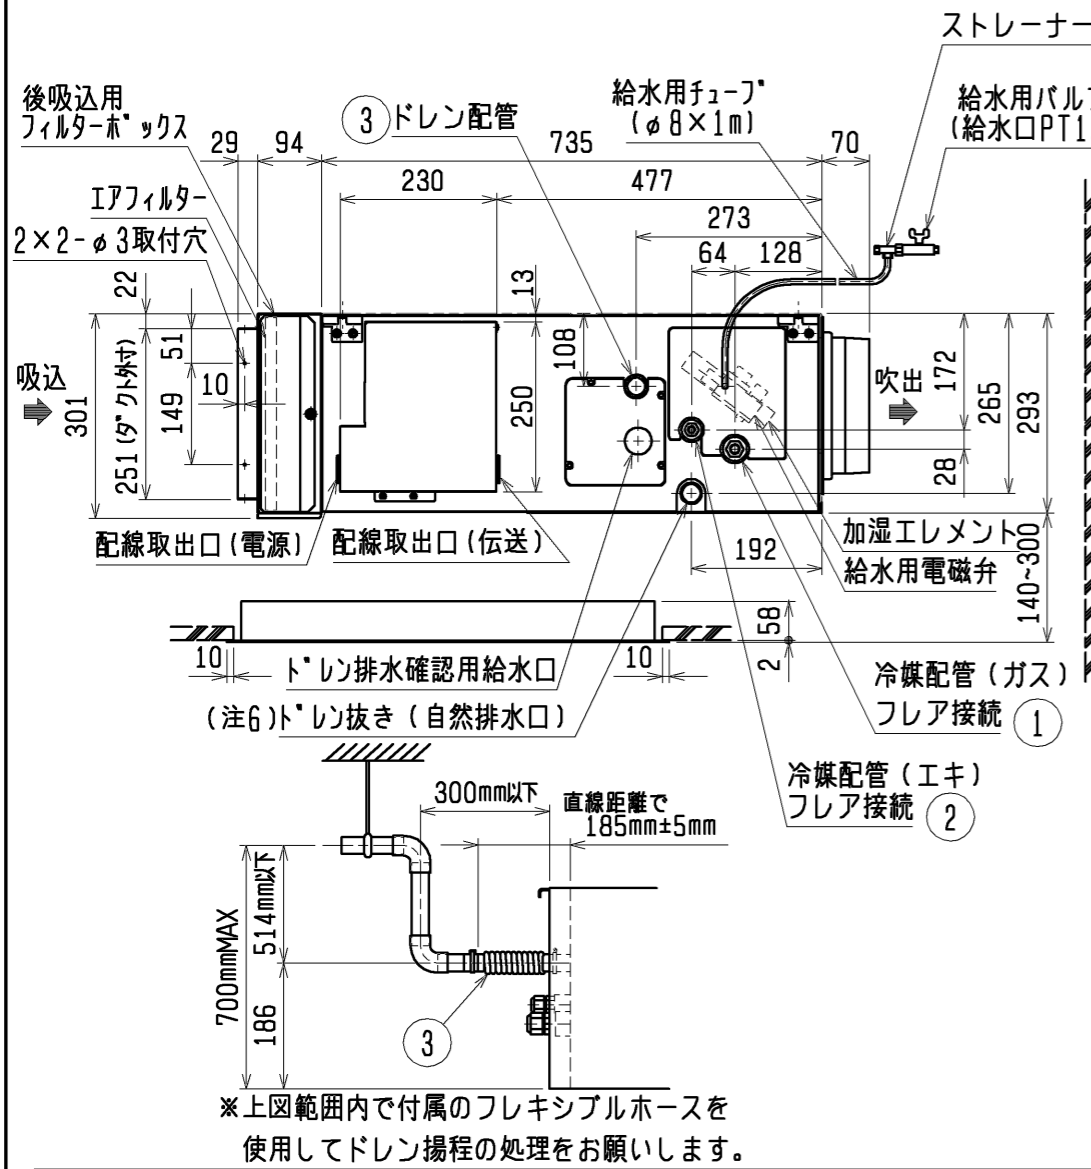 ストレーナー
後吸込用
フィルターボックス
③ ドレン配管
給水用チューブ
(φ8×1m)
給水用バルブ
(給水口PT1
29 94 735 70
エアフィルター
230 477
2×2-φ3取付穴
273
64 128
22
13
51
108
吸込
10
301
251(ダクト外寸)
149
250
吹出
172
265
293
28
配線取出口(電源)
配線取出口(伝送)
192
加湿エレメント
給水用電磁弁
140~300
58
2
10
10
ドレン排水確認用給水口
(注6)ドレン抜き(自然排水口)
冷媒配管(ガス)
フレア接続 ①
冷媒配管(エキ)
フレア接続 ②
300mm以下
直線距離で
185mm±5mm
700mmMAX
514mm以下
186
③
※上図範囲内で付属のフレキシブルホースを
使用してドレン揚程の処理をお願いします。